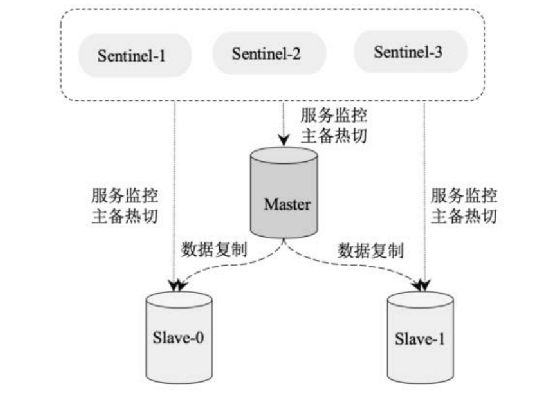 Sentinel-1
Sentinel-2
Sentinel-3
服务监控
主备热切
服务监控
主备热切
服务监控
主备热切
Master
数据复制
数据复制
Slave-0
Slave-1